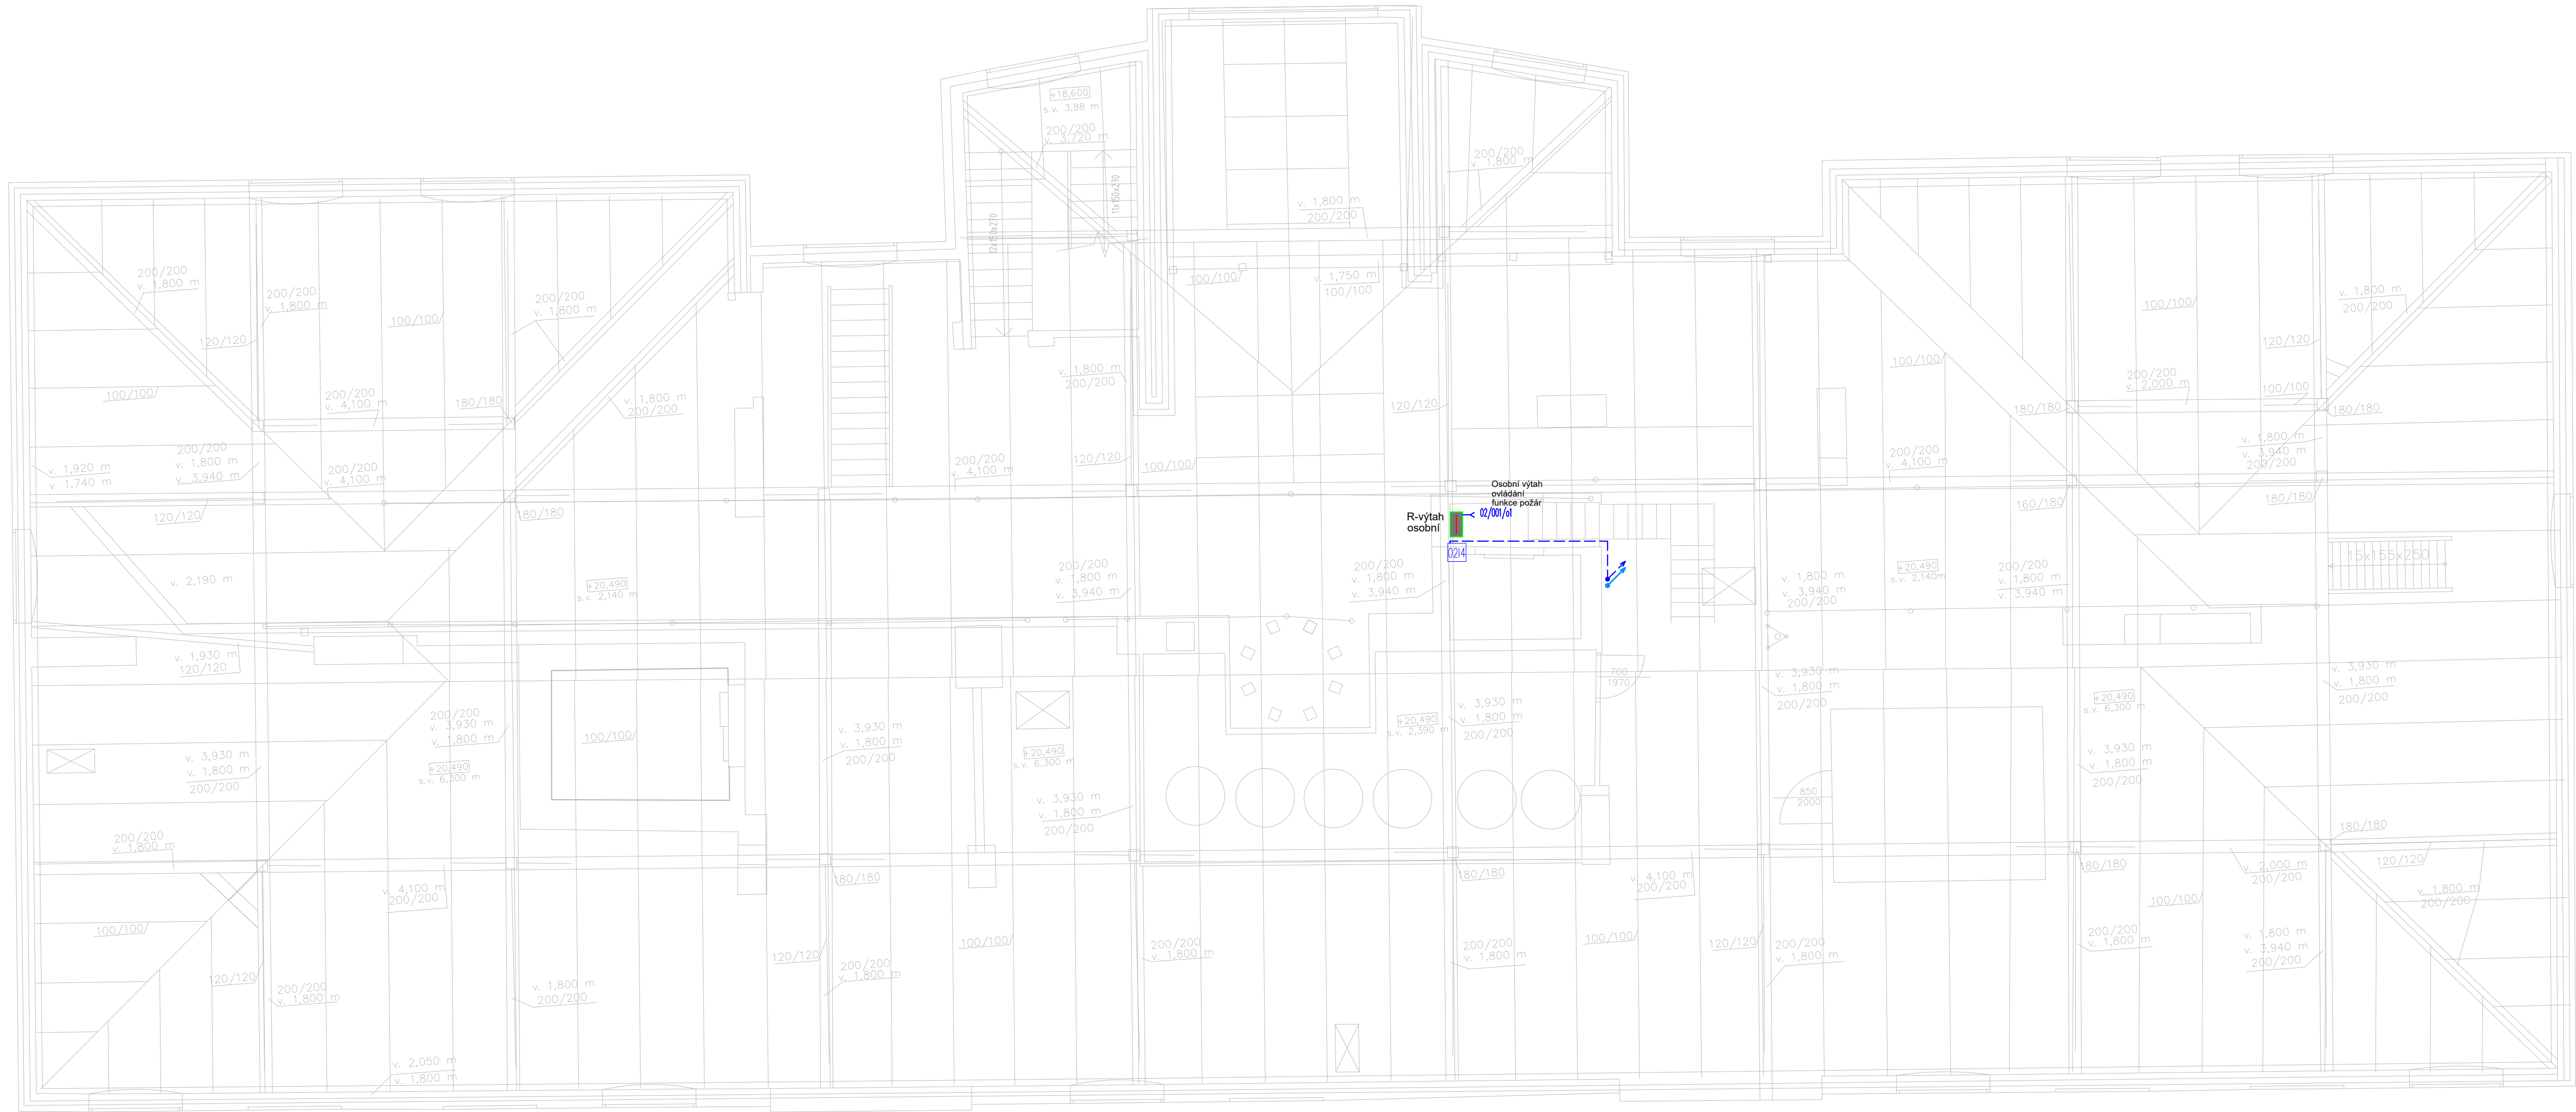 +18,600
s.v. 3,88 m
200/200
v. 3,720 m
12x150x270
11x150x270
200/200
v. 1,800 m
v. 1,800 m
200/200
100/100
v. 1,750 m
100/100
200/200
v. 1,800 m
200/200
v. 1,800 m
100/100
200/200
v. 1,800 m
120/120
100/100
200/200
v. 4,100 m
180/180
v. 1,800 m
200/200
v. 1,800 m
200/200
120/120
100/100
100/100
v. 1,800 m
200/200
120/120
200/200
v. 2,000 m
100/100
180/180
180/180
v. 1,920 m
v. 1,740 m
200/200
v. 1,800 m
v. 3,940 m
200/200
v. 4,100 m
120/120
180/180
200/200
v. 4,100 m
120/120
100/100
200/200
v. 4,100 m
v. 1,800 m
v. 3,940 m
200/200
160/180
180/180
Osobní výtah
ovládání
funkce požár
R-výtah
osobní
02/001/o1
0214
v. 2,190 m
+20,490
s.v. 2,140 m
200/200
v. 1,800 m
v. 3,940 m
200/200
v. 1,800 m
v. 3,940 m
v. 1,800 m
v. 3,940 m
200/200
+20,490
s.v. 2,140m
200/200
v. 1,800 m
v. 3,940 m
15x155x250
v. 1,930 m
120/120
700
1970
v. 3,930 m
v. 1,800 m
200/200
v. 3,930 m
v. 1,800 m
200/200
+20,490
s.v. 6,300 m
200/200
v. 3,930 m
v. 1,800 m
100/100
v. 3,930 m
v. 1,800 m
200/200
+20,490
s.v. 6,300 m
+20,490
s.v. 2,390 m
v. 3,930 m
v. 1,800 m
200/200
v. 3,930 m
v. 1,800 m
200/200
+20,490
s.v. 6,300 m
v. 3,930 m
v. 1,800 m
200/200
850
2000
v. 3,930 m
v. 1,800 m
200/200
200/200
v. 1,800 m
180/180
v. 4,100 m
200/200
180/180
180/180
v. 4,100 m
200/200
180/180
v. 2,000 m
200/200
120/120
v. 1,800 m
200/200
100/100
100/100
120/120
200/200
v. 1,800 m
v. 1,800 m
200/200
120/120
200/200
v. 1,800 m
100/100
200/200
v. 1,800 m
200/200
v. 1,800 m
100/100
120/120
200/200
v. 1,800 m
200/200
v. 1,800 m
v. 1,800 m
v. 3,940 m
200/200
v. 2,050 m
v. 1,800 m